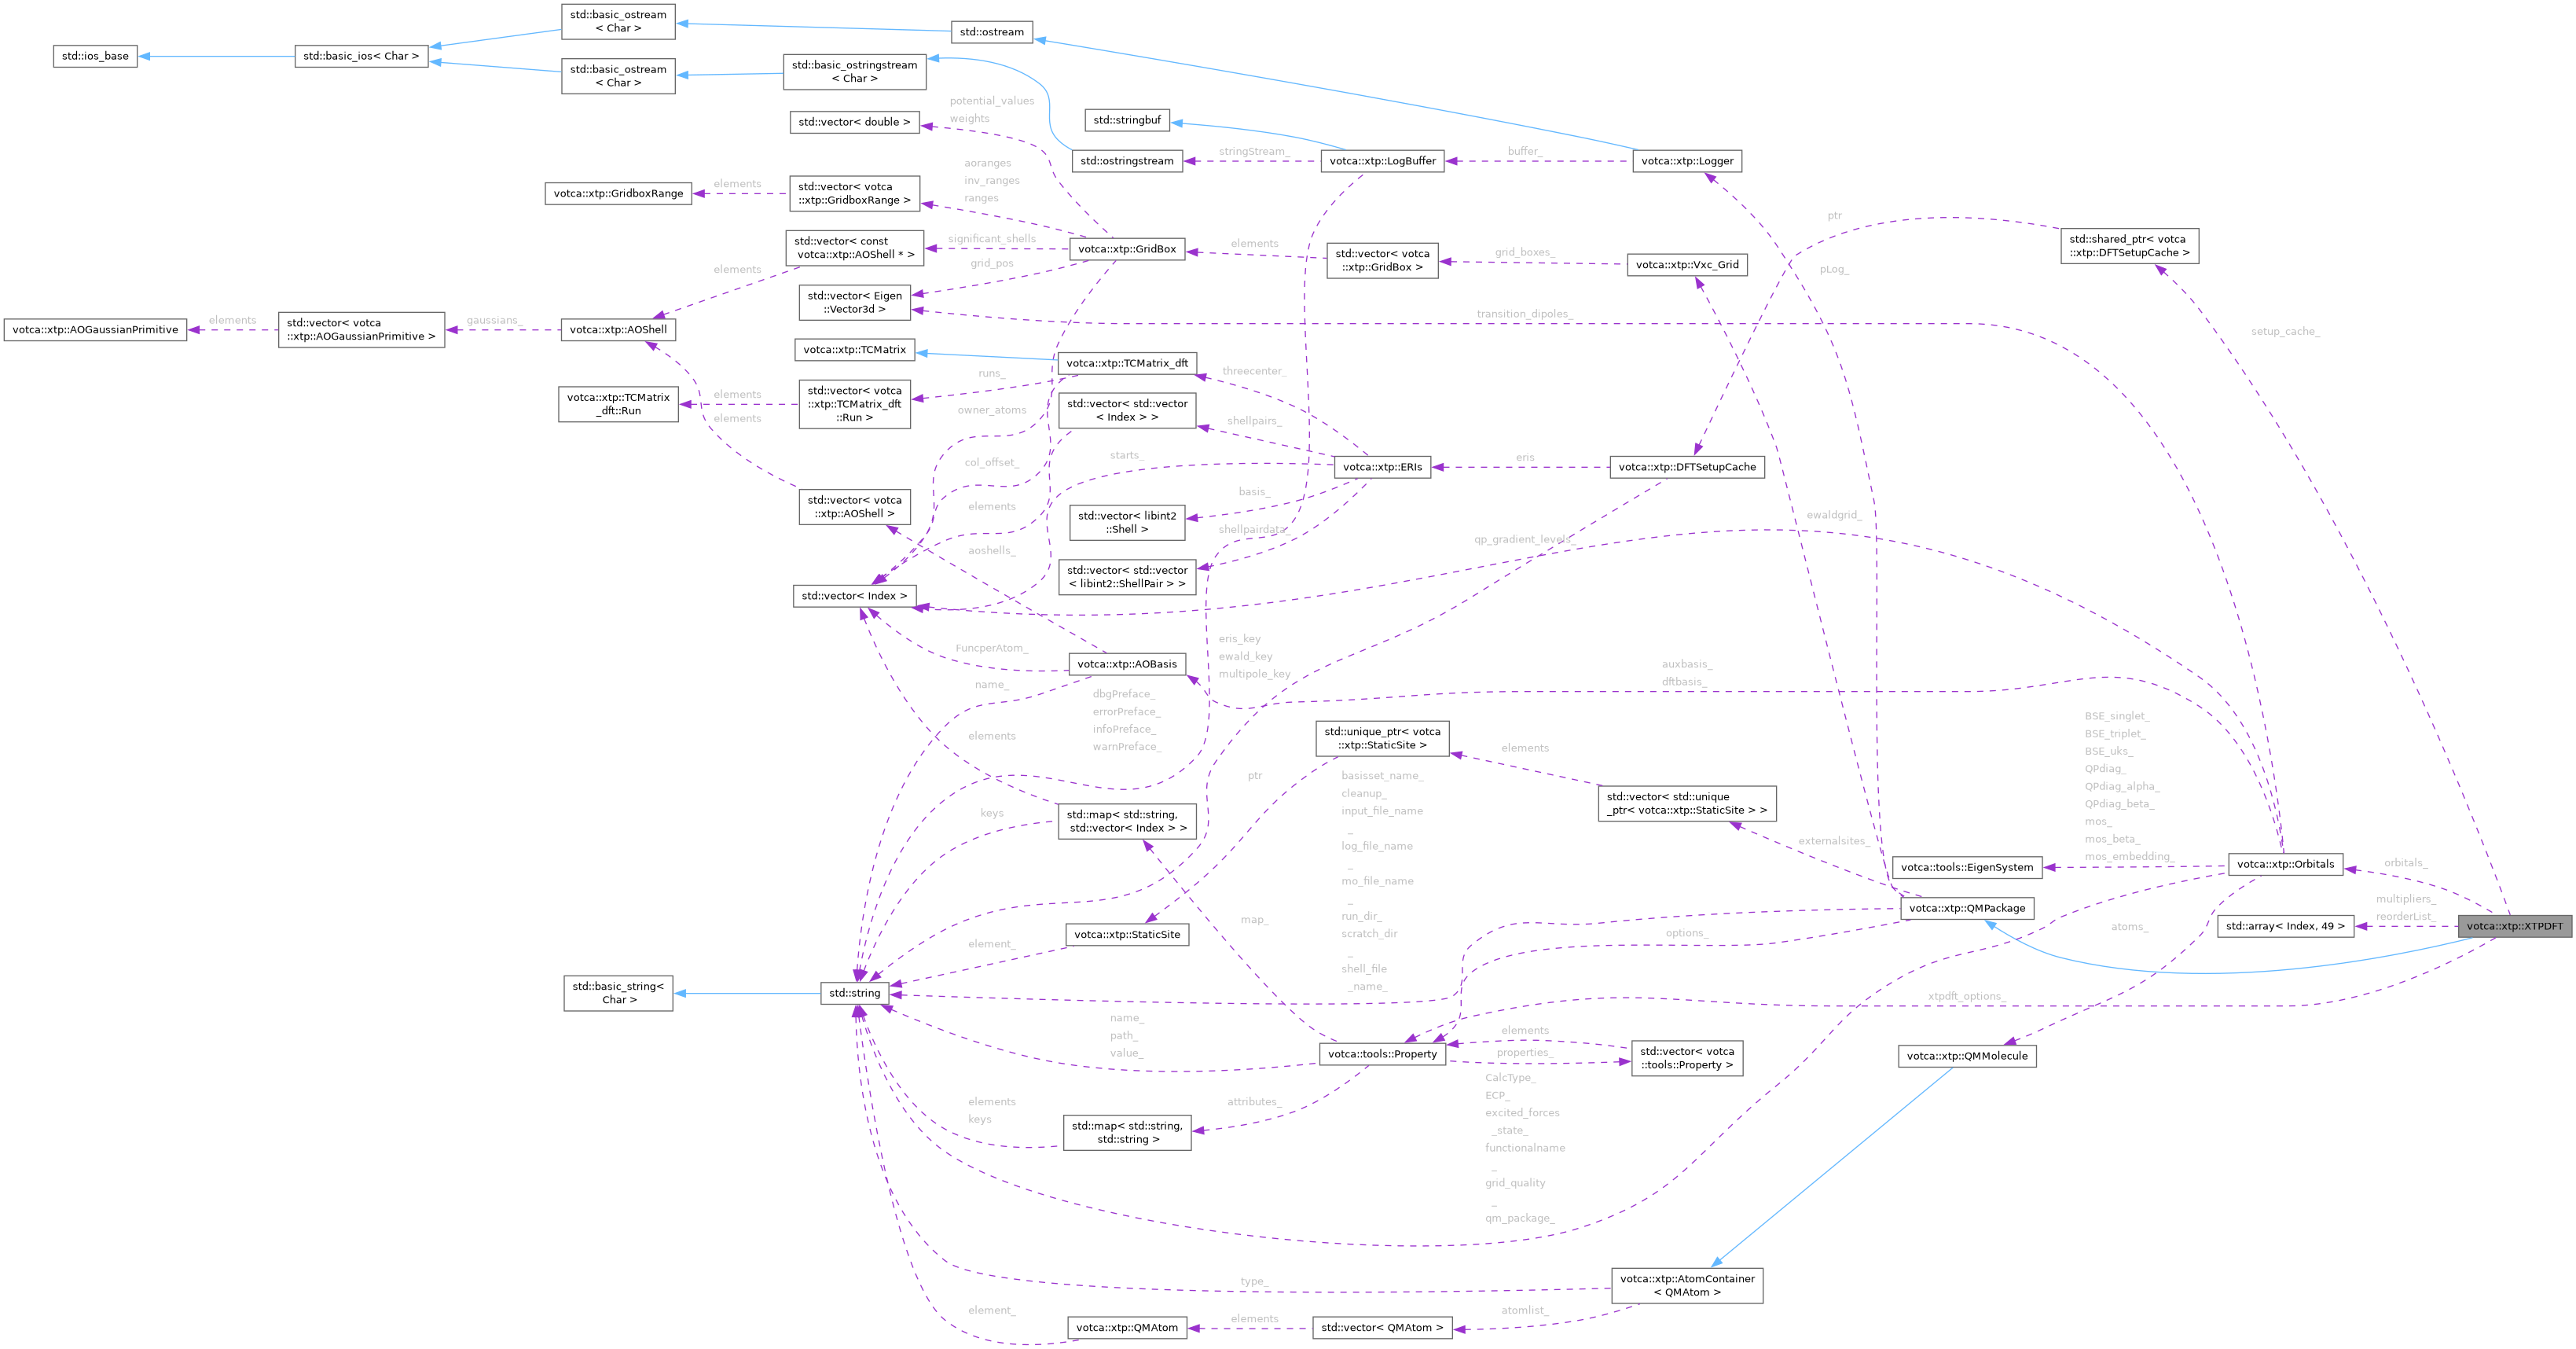 std::basic_ostream
< Char >
std::ostream
std::ios_base
std::basic_ios< Char >
std::basic_ostream
< Char >
std::basic_ostringstream
< Char >
potential_values
weights
std::vector< double >
std::stringbuf
std::ostringstream
stringStream_
votca::xtp::LogBuffer
buffer_
votca::xtp::Logger
aoranges
inv_ranges
ranges
votca::xtp::GridboxRange
elements
std::vector< votca
::xtp::GridboxRange >
ptr
std::vector< const
votca::xtp::AOShell * >
significant_shells
votca::xtp::GridBox
elements
std::vector< votca
::xtp::GridBox >
grid_boxes_
votca::xtp::Vxc_Grid
std::shared_ptr< votca
::xtp::DFTSetupCache >
grid_pos
elements
pLog_
std::vector< Eigen
::Vector3d >
transition_dipoles_
votca::xtp::AOGaussianPrimitive
elements
std::vector< votca
::xtp::AOGaussianPrimitive >
gaussians_
votca::xtp::AOShell
setup_cache_
votca::xtp::TCMatrix
votca::xtp::TCMatrix_dft
threecenter_
runs_
votca::xtp::TCMatrix
_dft::Run
elements
std::vector< votca
::xtp::TCMatrix_dft
::Run >
std::vector< std::vector
< Index > >
elements
owner_atoms
shellpairs_
col_offset_
starts_
votca::xtp::ERIs
eris
votca::xtp::DFTSetupCache
std::vector< votca
::xtp::AOShell >
elements
basis_
std::vector< libint2
::Shell >
ewaldgrid_
shellpairdata_
qp_gradient_levels_
aoshells_
std::vector< std::vector
< libint2::ShellPair > >
std::vector< Index >
eris_key
ewald_key
multipole_key
FuncperAtom_
votca::xtp::AOBasis
auxbasis_
dftbasis_
name_
dbgPreface_
errorPreface_
infoPreface_
warnPreface_
elements
std::unique_ptr< votca
::xtp::StaticSite >
elements
BSE_singlet_
BSE_triplet_
BSE_uks_
QPdiag_
QPdiag_alpha_
QPdiag_beta_
mos_
mos_beta_
mos_embedding_
ptr
basisset_name_
cleanup_
input_file_name
_
log_file_name
_
mo_file_name
_
run_dir_
scratch_dir
_
shell_file
_name_
std::vector< std::unique
_ptr< votca::xtp::StaticSite > >
keys
std::map< std::string,
std::vector< Index > >
externalsites_
votca::tools::EigenSystem
votca::xtp::Orbitals
orbitals_
multipliers_
reorderList_
votca::xtp::QMPackage
std::array< Index, 49 >
votca::xtp::XTPDFT
map_
options_
atoms_
element_
votca::xtp::StaticSite
std::basic_string<
Char >
std::string
xtpdft_options_
name_
path_
value_
votca::tools::Property
elements
properties_
std::vector< votca
::tools::Property >
votca::xtp::QMMolecule
CalcType_
ECP_
excited_forces
_state_
functionalname
_
grid_quality
_
qm_package_
elements
keys
attributes_
std::map< std::string,
std::string >
type_
votca::xtp::AtomContainer
< QMAtom >
element_
votca::xtp::QMAtom
elements
std::vector< QMAtom >
atomlist_